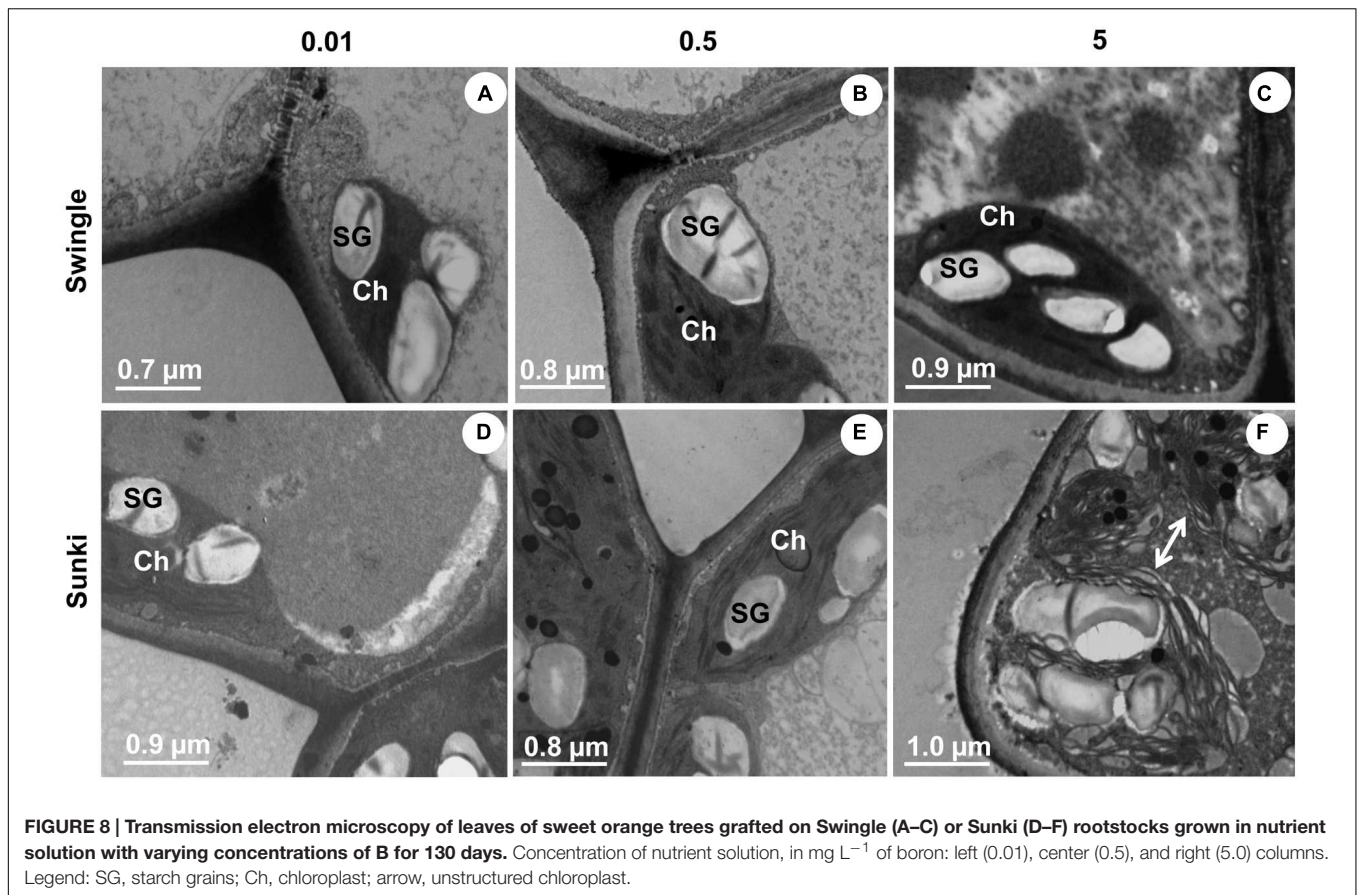 0.01 0.5 5
Swingle
A
SG
Ch
0.7 µm
B
SG
Ch
0.8 µm
C
Ch
SG
0.9 µm
Sunki
D
SG
Ch
0.9 µm
E
Ch
SG
0.8 µm
F
1.0 µm
FIGURE 8 | Transmission electron microscopy of leaves of sweet orange trees grafted on Swingle (A–C) or Sunki (D–F) rootstocks grown in nutrient
solution with varying concentrations of B for 130 days. Concentration of nutrient solution, in mg L⁻¹ of boron: left (0.01), center (0.5), and right (5.0) columns.
Legend: SG, starch grains; Ch, chloroplast; arrow, unstructured chloroplast.